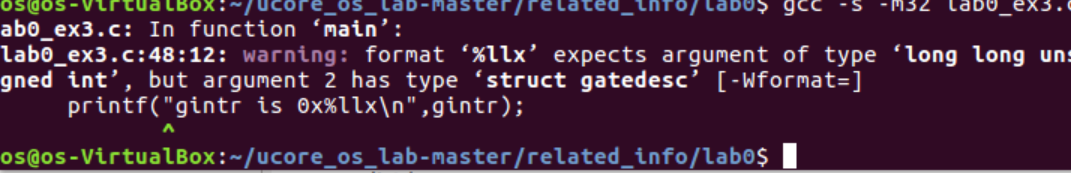 os@os-VirtualBox:~/ucore_os_lab-master/related_info/lab0$ gcc -s -m32 lab0_ex3.c
ab0_ex3.c: In function ‘main’:
lab0_ex3.c:48:12: warning: format ‘%llx’ expects argument of type ‘long long uns
gned int’, but argument 2 has type ‘struct gatedesc’ [-Wformat=]
printf("gintr is 0x%llx\n",gintr);
^
os@os-VirtualBox:~/ucore_os_lab-master/related_info/lab0$